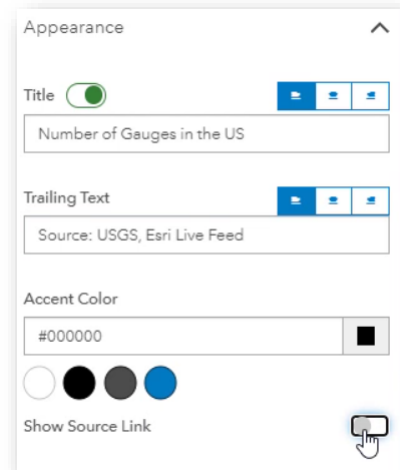 Appearance
Title
Number of Gauges in the US
Trailing Text
Source: USGS, Esri Live Feed
Accent Color
#000000
Show Source Link